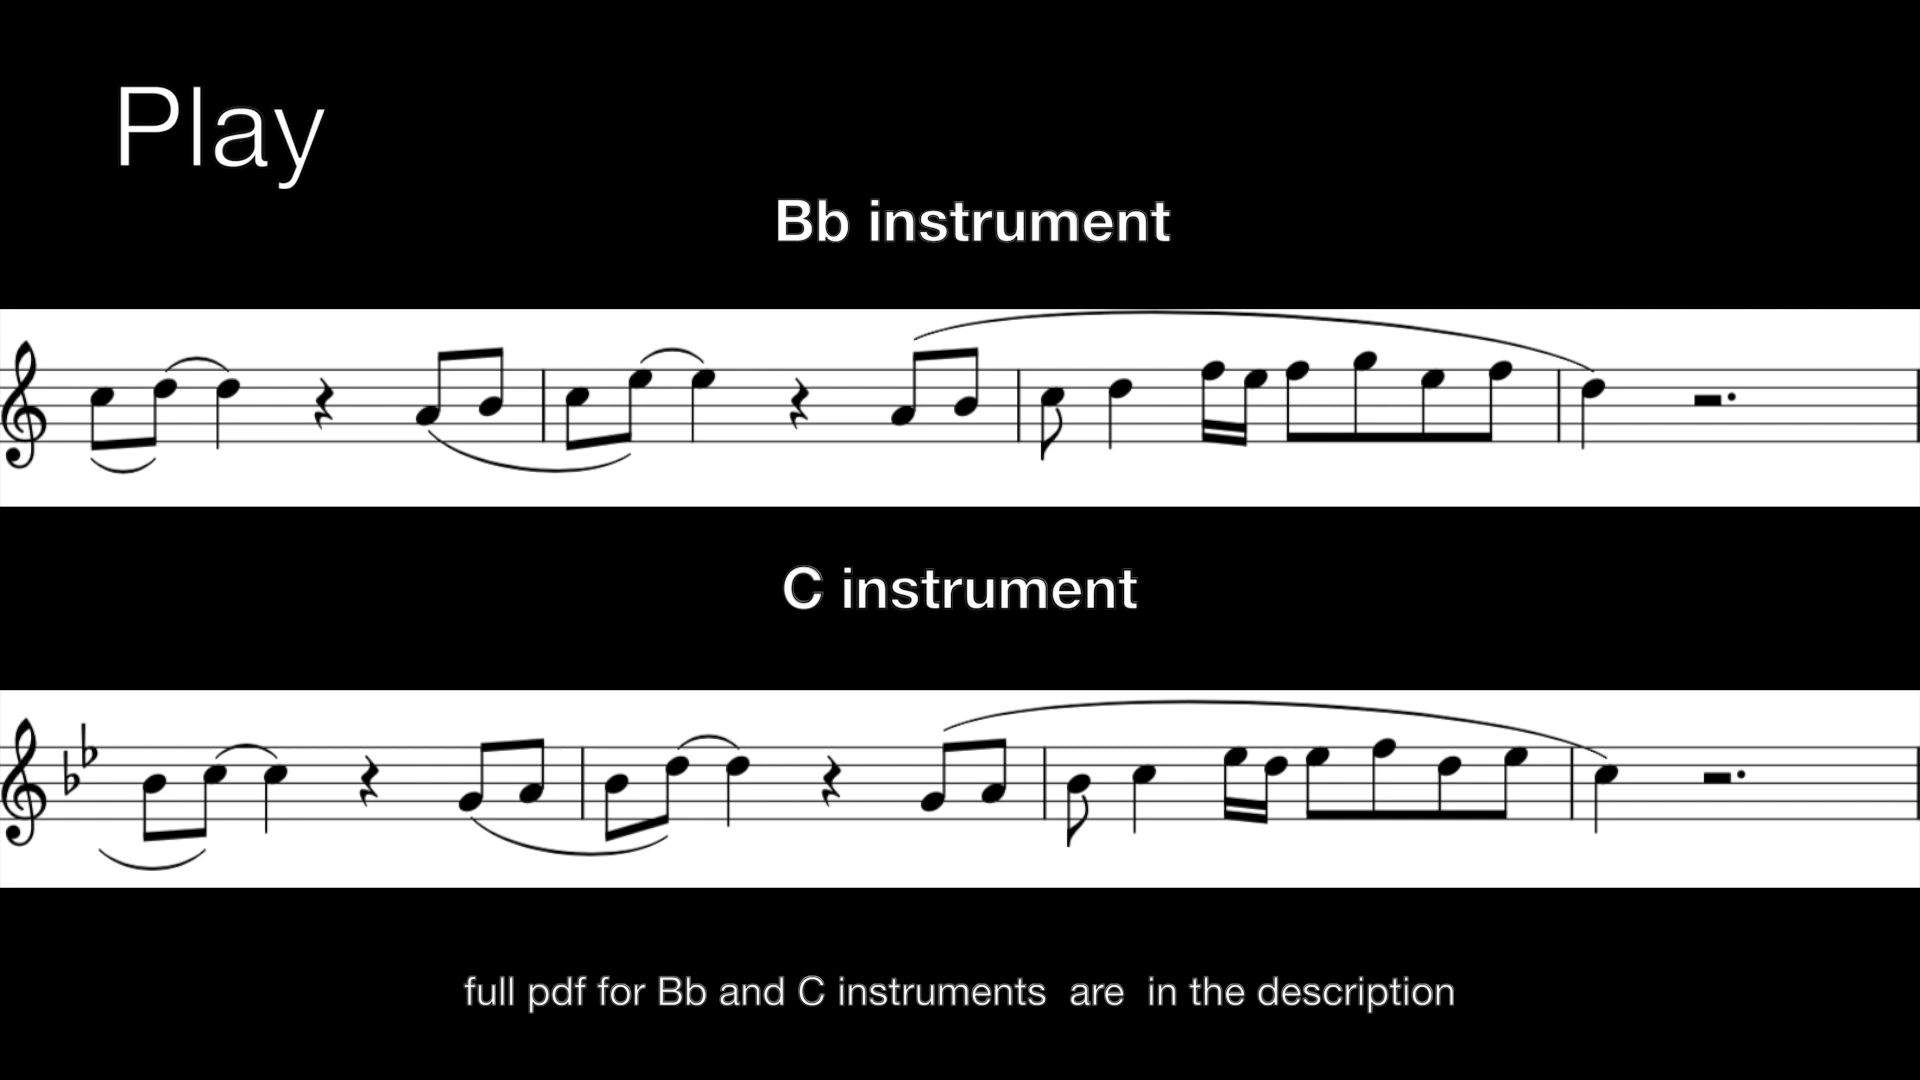 Play
Bb instrument
C instrument
full pdf for Bb and C instruments are in the description